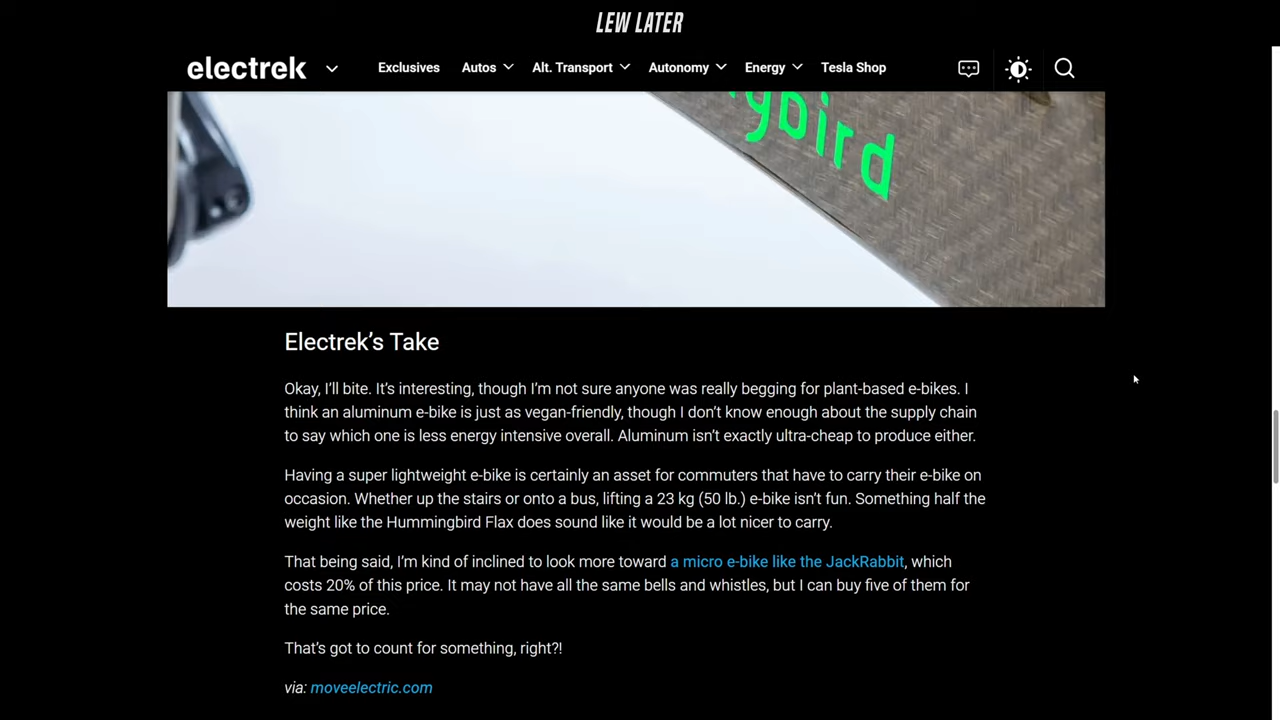 LEW LATER
electrek
Exclusives Autos Alt. Transport Autonomy Energy Tesla Shop
ybird
Electrek’s Take
Okay, I’ll bite. It’s interesting, though I’m not sure anyone was really begging for plant-based e-bikes. I
think an aluminum e-bike is just as vegan-friendly, though I don’t know enough about the supply chain
to say which one is less energy intensive overall. Aluminum isn’t exactly ultra-cheap to produce either.
Having a super lightweight e-bike is certainly an asset for commuters that have to carry their e-bike on
occasion. Whether up the stairs or onto a bus, lifting a 23 kg (50 lb.) e-bike isn’t fun. Something half the
weight like the Hummingbird Flax does sound like it would be a lot nicer to carry.
That being said, I’m kind of inclined to look more toward a micro e-bike like the JackRabbit, which
costs 20% of this price. It may not have all the same bells and whistles, but I can buy five of them for
the same price.
That’s got to count for something, right?!
via: moveelectric.com